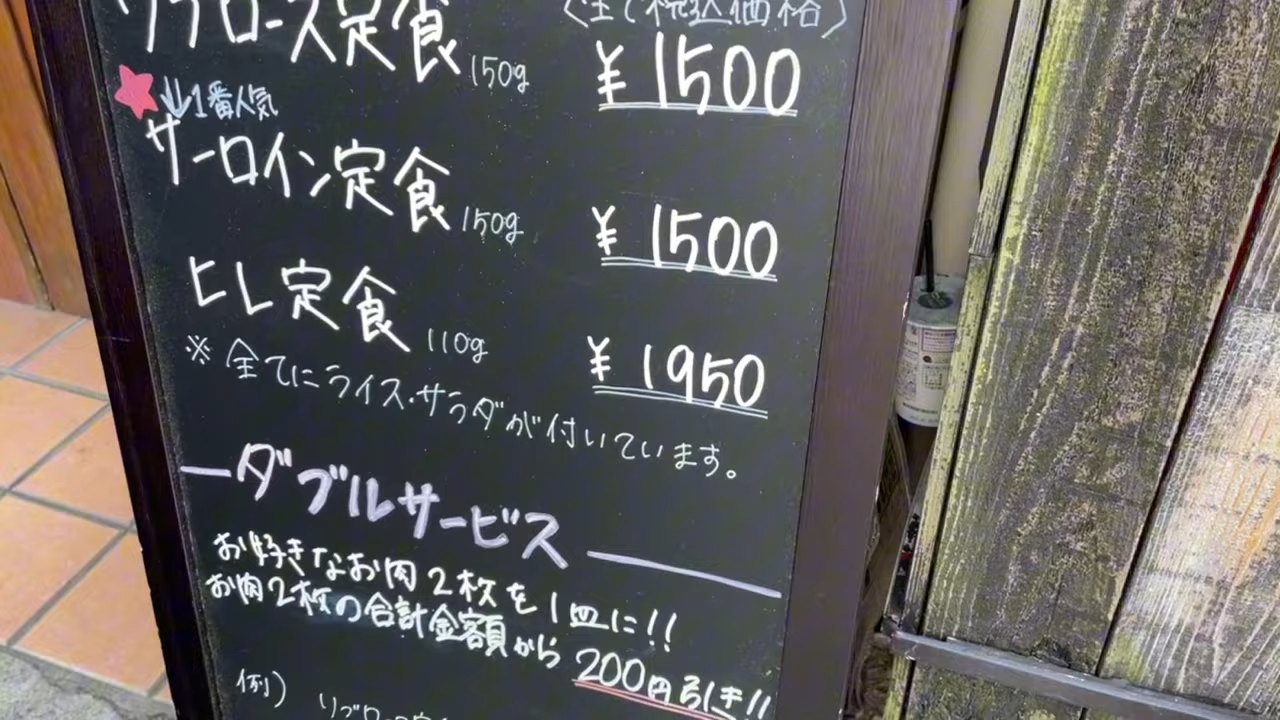 リブロース定食 150g 〈全て税込価格〉
¥1500
↓1番人気
サーロイン定食 150g ¥1500
ヒレ定食 110g ¥1950
※全てにライス・サラダが付いています。
ーダブルサービスー
お好きなお肉2枚を1皿に!!
お肉2枚の合計金額から200円引き!!
例) リブロース